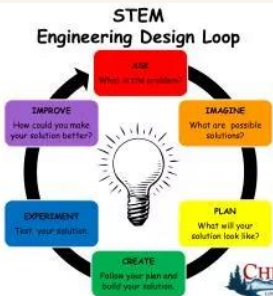 STEM
Engineering Design Loop
ASK
What is the problem?
IMAGINE
What are possible
solutions?
PLAN
What will your
solution look like?
CREATE
Follow your plan and
build your solution.
EXPERIMENT
Test your solution.
IMPROVE
How could you make
your solution better?